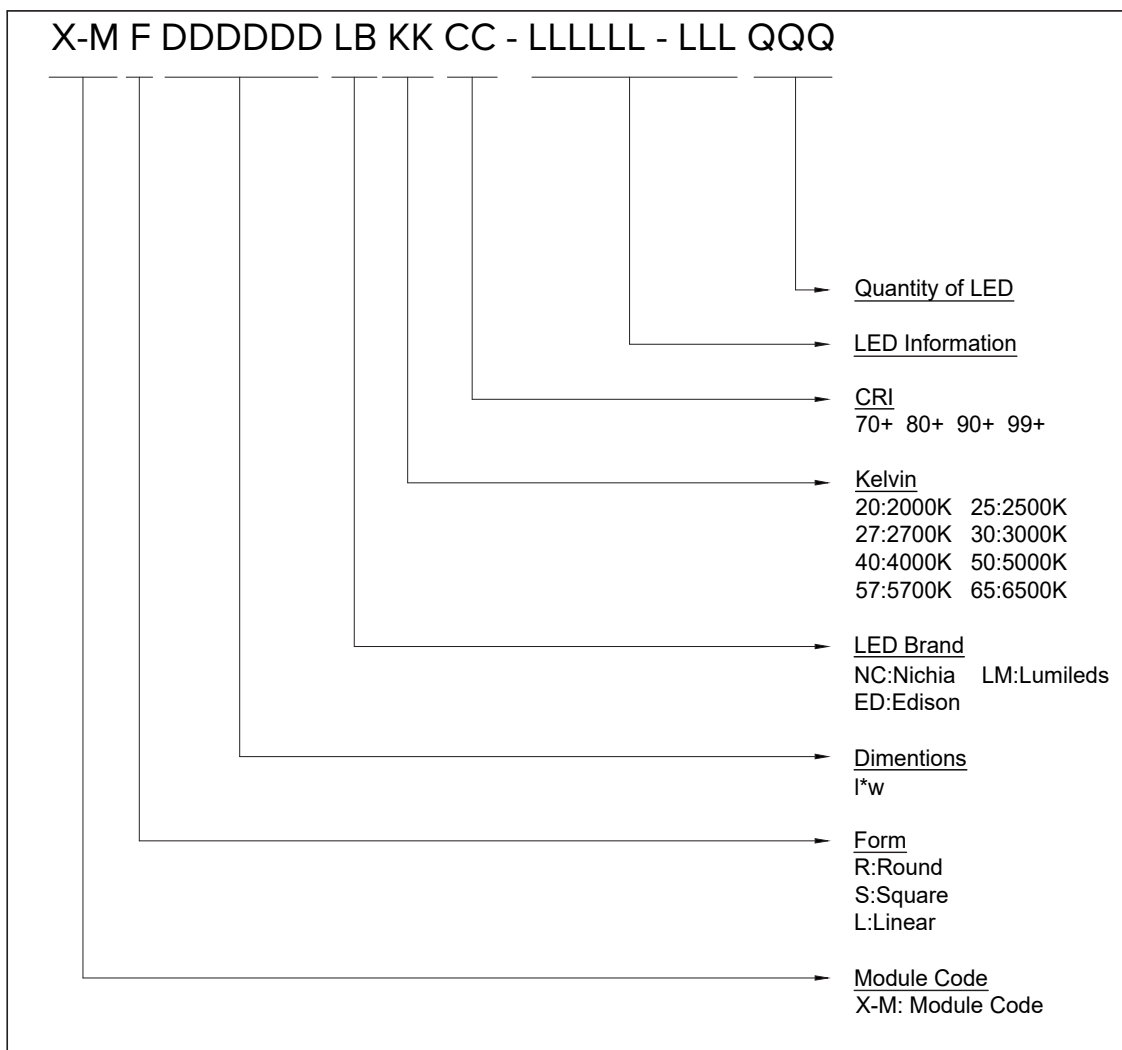 X-M F DDDDDD LB KK CC - LLLLLL - LLL QQQ
Quantity of LED
LED Information
CRI
70+ 80+ 90+ 99+
Kelvin
20:2000K 25:2500K
27:2700K 30:3000K
40:4000K 50:5000K
57:5700K 65:6500K
LED Brand
NC:Nichia LM:Lumileds
ED:Edison
Dimentions
l*w
Form
R:Round
S:Square
L:Linear
Module Code
X-M: Module Code